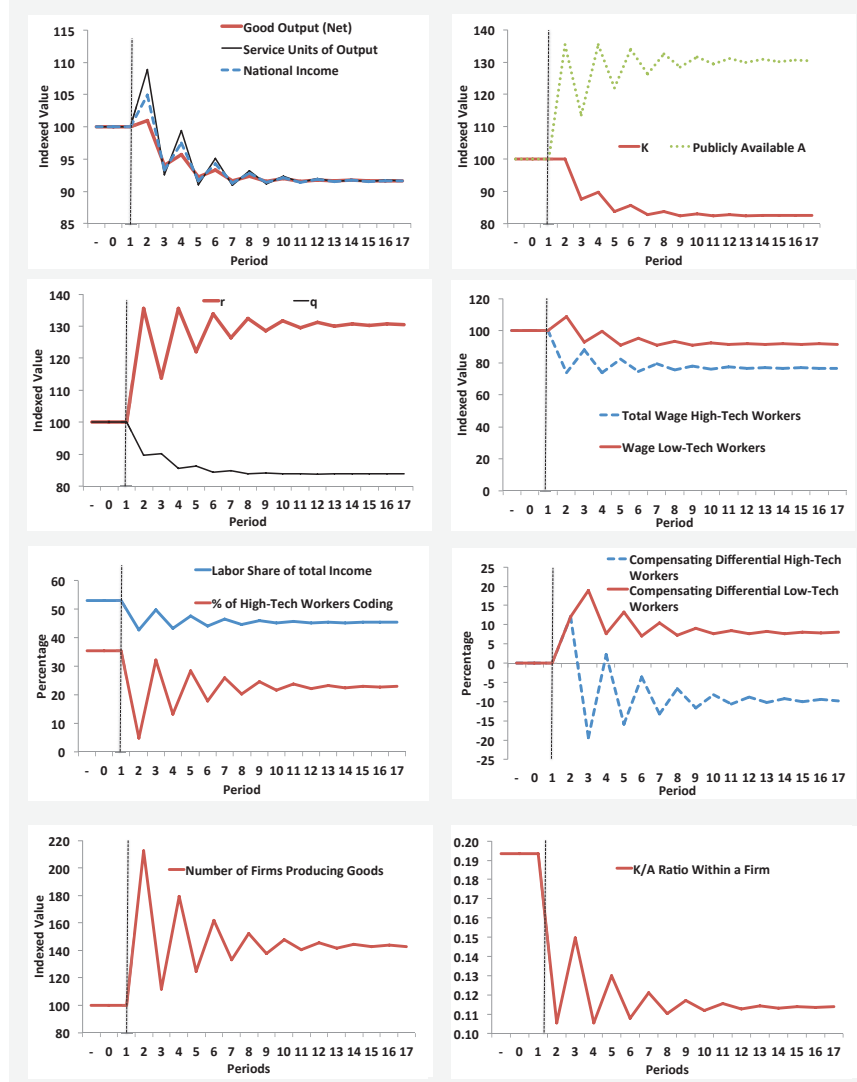 Good Output (Net)
Service Units of Output
National Income
115
110
105
100
95
90
85
Indexed Value
- 0 1 2 3 4 5 6 7 8 9 10 11 12 13 14 15 16 17
Period
140
130
120
110
100
90
80
Indexed Value
K
Publicly Available A
- 0 1 2 3 4 5 6 7 8 9 10 11 12 13 14 15 16 17
Period
140
130
120
110
100
90
80
Indexed Value
r
q
- 0 1 2 3 4 5 6 7 8 9 10 11 12 13 14 15 16 17
Period
120
100
80
60
40
20
0
Indexed Value
Total Wage High-Tech Workers
Wage Low-Tech Workers
- 0 1 2 3 4 5 6 7 8 9 10 11 12 13 14 15 16 17
Period
60
50
40
30
20
10
0
Percentage
Labor Share of total Income
% of High-Tech Workers Coding
- 0 1 2 3 4 5 6 7 8 9 10 11 12 13 14 15 16 17
Period
25
20
15
10
5
0
-5
-10
-15
-20
-25
Percentage
Compensating Differential High-Tech
Workers
Compensating Differential Low-Tech
Workers
- 0 1 2 3 4 5 6 7 8 9 10 11 12 13 14 15 16 17
Period
220
200
180
160
140
120
100
80
Indexed Value
Number of Firms Producing Goods
- 0 1 2 3 4 5 6 7 8 9 10 11 12 13 14 15 16 17
Periods
0.20
0.19
0.18
0.17
0.16
0.15
0.14
0.13
0.12
0.11
0.10
K/A Ratio Within a Firm
- 0 1 2 3 4 5 6 7 8 9 10 11 12 13 14 15 16 17
Periods